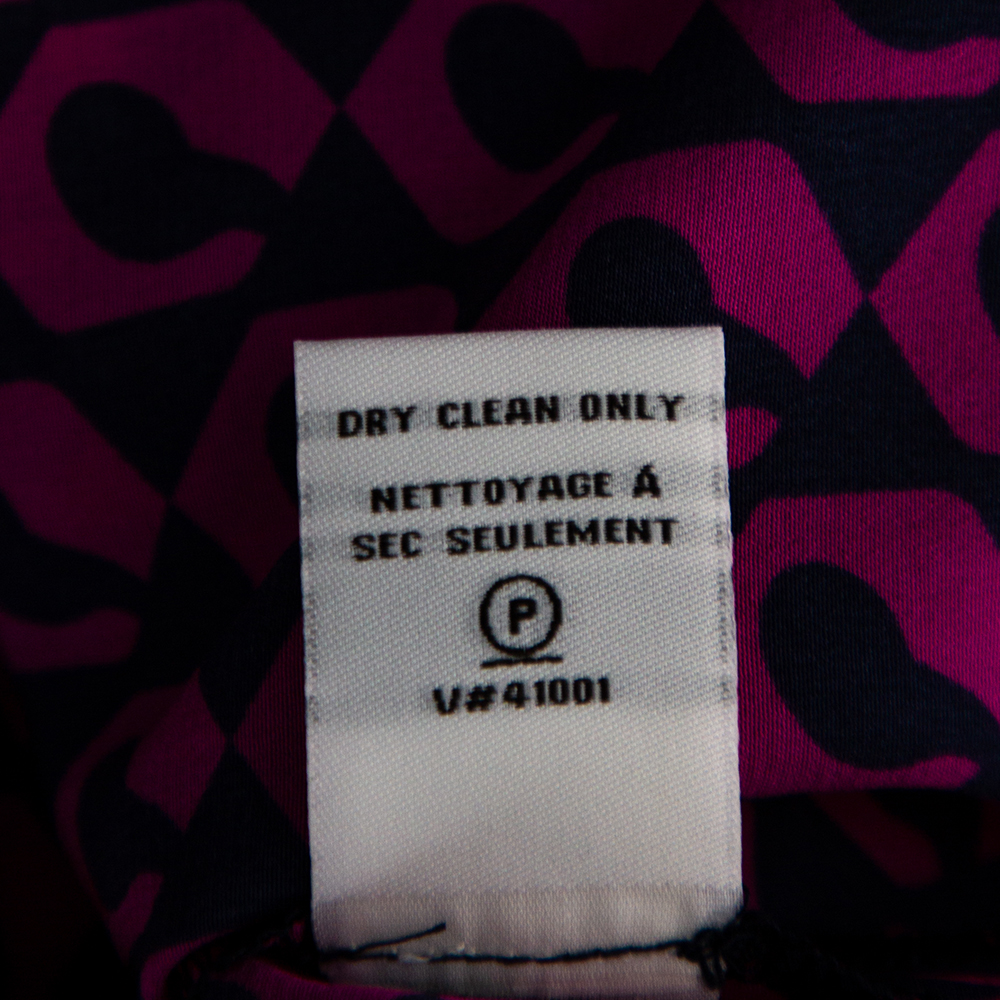 DRY CLEAN ONLY
NETTOYAGE Á
SEC SEULEMENT
P
V#41001